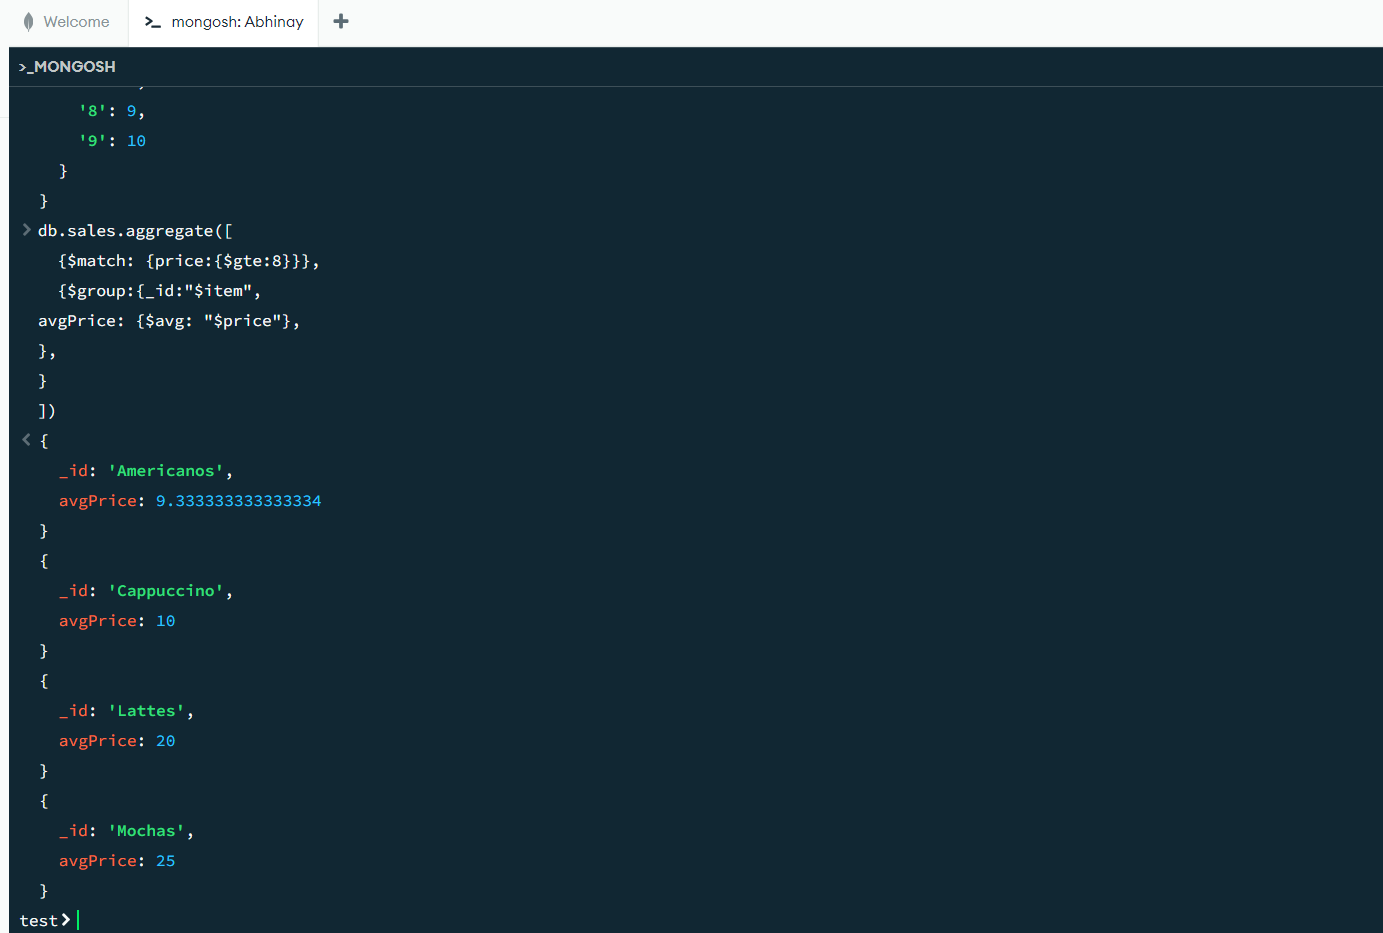 Welcome
>_ mongosh: Abhinay +
>_MONGOSH
'8': 9,
'9': 10
}
}
> db.sales.aggregate([
{$match: {price:{$gte:8}}},
{$group:{_id:"$item",
avgPrice: {$avg: "$price"},
},
}
])
< {
_id: 'Americanos',
avgPrice: 9.333333333333334
}
{
_id: 'Cappuccino',
avgPrice: 10
}
{
_id: 'Lattes',
avgPrice: 20
}
{
_id: 'Mochas',
avgPrice: 25
}
test>